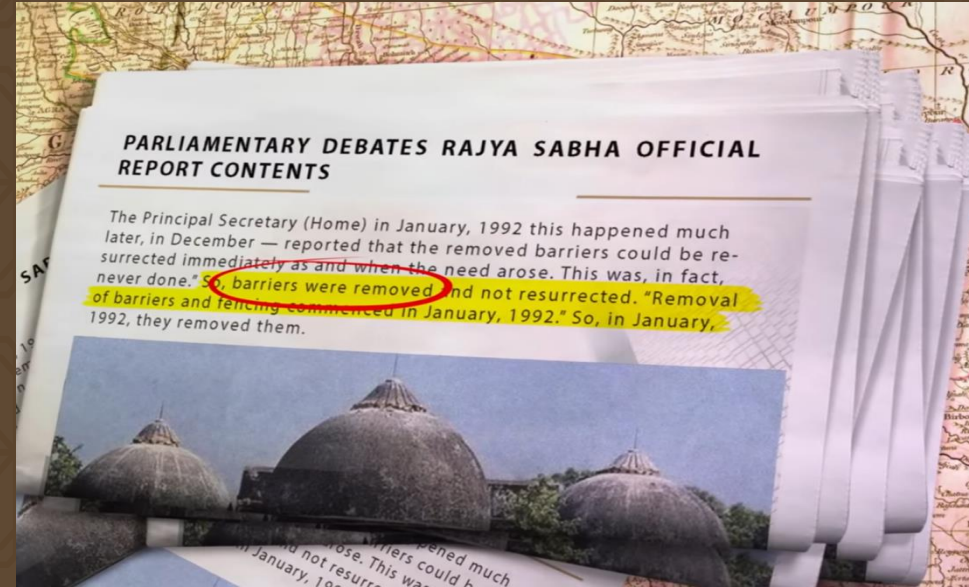 PARLIAMENTARY DEBATES RAJYA SABHA OFFICIAL
REPORT CONTENTS
The Principal Secretary (Home) in January, 1992 this happened much
later, in December — reported that the removed barriers could be re-
surrected immediately as and when the need arose. This was, in fact,
never done." So, barriers were removed and not resurrected. "Removal
of barriers and fencing commenced in January, 1992." So, in January,
1992, they removed them.